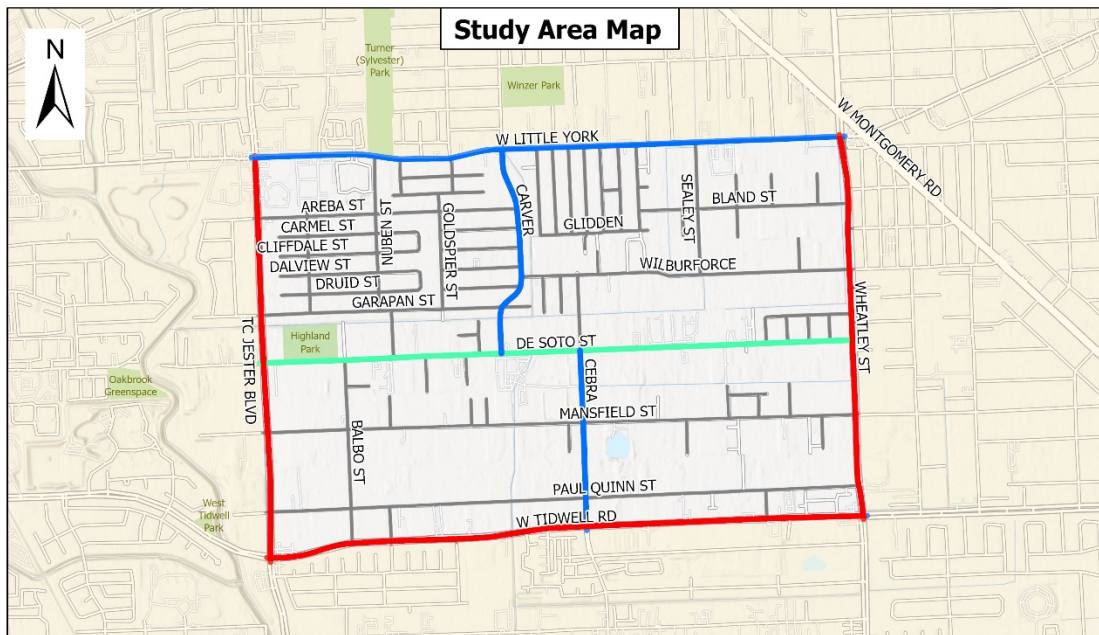 Study Area Map
N
Turner
(Sylvester)
Park
Winzer Park
W MONTGOMERY RD
W LITTLE YORK
CARVER
SEALEY ST
BLAND ST
AREBA ST
NUBEN ST
GOLDSPIER ST
GLIDDEN
CARMEL ST
CLIFFDALE ST
DALVIEW ST
WILBURFORCE
DRUID ST
GARAPAN ST
WHEATLEY ST
TC JESTER BLVD
Highland
Park
DE SOTO ST
CEBRA
Oakbrook
Greenspace
MANSFIELD ST
BALBO ST
PAUL QUINN ST
West
Tidwell
Park
W TIDWELL RD